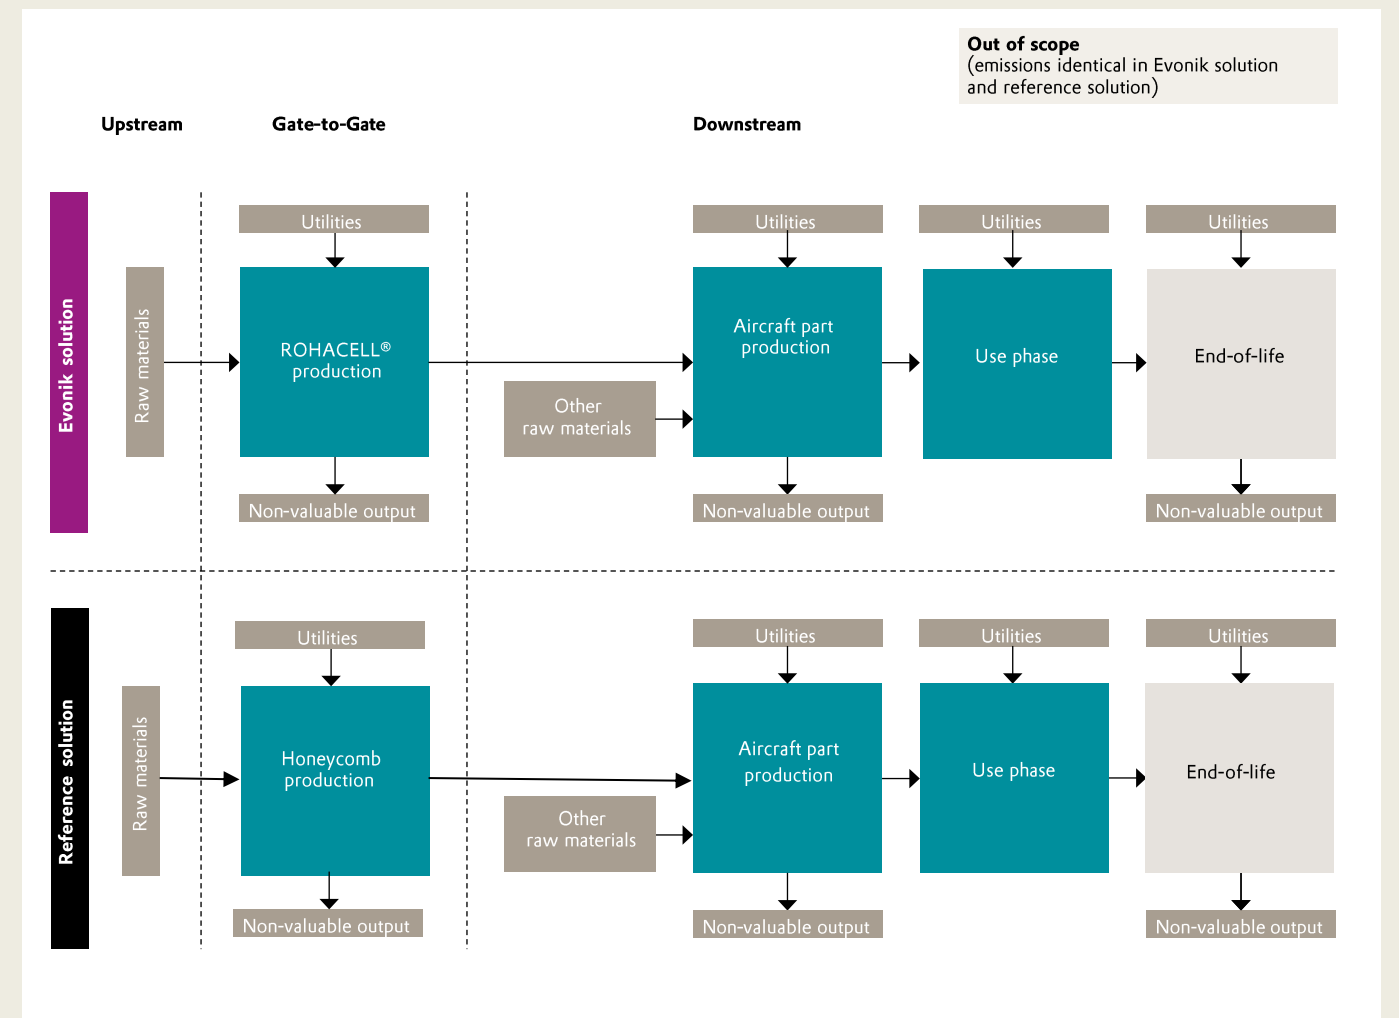 Out of scope
(emissions identical in Evonik solution
and reference solution)
Upstream
Gate-to-Gate
Downstream
Evonik solution
Raw materials
Utilities
ROHACELL®
production
Non-valuable output
Other
raw materials
Utilities
Aircraft part
production
Non-valuable output
Utilities
Use phase
Utilities
End-of-life
Non-valuable output
Reference solution
Raw materials
Utilities
Honeycomb
production
Non-valuable output
Other
raw materials
Utilities
Aircraft part
production
Non-valuable output
Utilities
Use phase
Utilities
End-of-life
Non-valuable output